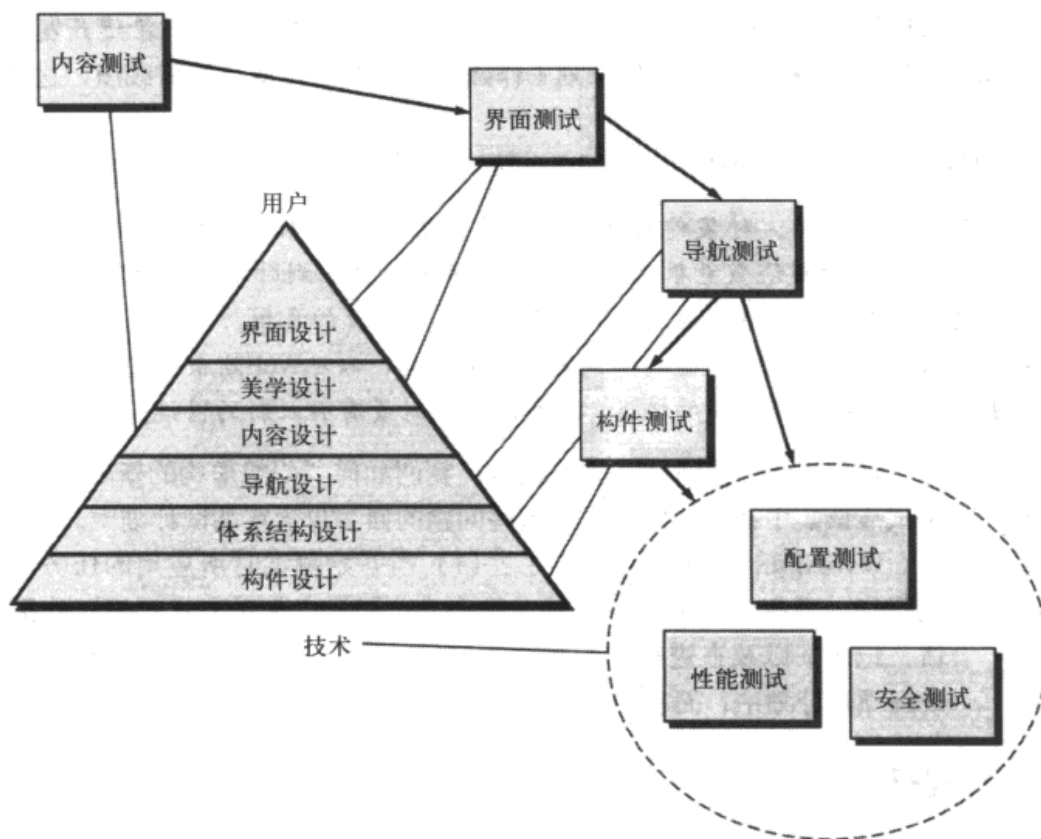 内容测试
界面测试
用户
导航测试
界面设计
美学设计
构件测试
内容设计
导航设计
体系结构设计
配置测试
构件设计
技术
性能测试
安全测试